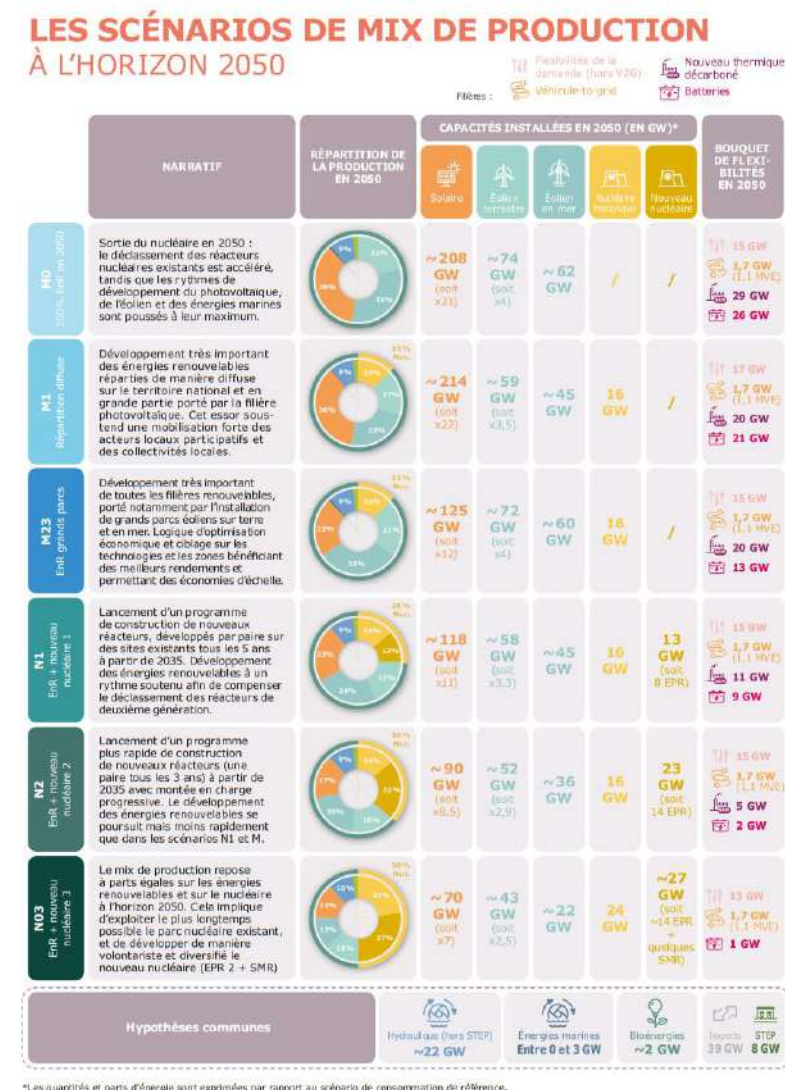 LES SCÉNARIOS DE MIX DE PRODUCTION
À L'HORIZON 2050
Filières :
Flexibilités de la
demande (hors V2G)
Véhicule-to-grid
Nouveau thermique
décarboné
Batteries
NARRATIF
RÉPARTITION DE
LA PRODUCTION
EN 2050
CAPACITÉS INSTALLÉES EN 2050 (EN GW)*
Solaire
Éolien
terrestre
Éolien
en mer
Nucléaire
historique
Nouveau
nucléaire
BOUQUET
DE FLEXI-
BILITÉS
EN 2050
M0
100% EnR en 2050
Sortie du nucléaire en 2050 :
le déclassement des réacteurs
nucléaires existants est accéléré,
tandis que les rythmes de
développement du photovoltaïque,
de l'éolien et des énergies marines
sont poussés à leur maximum.
9%
36%
~208
GW
(soit
x21)
~74
GW
(soit
x4)
~62
GW
/
/
15 GW
1,7 GW
(1,1 MVE)
29 GW
26 GW
M1
Répartition diffuse
Développement très important
des énergies renouvelables
réparties de manière diffuse
sur le territoire national et en
grande partie porté par la filière
photovoltaïque. Cet essor sous-
tend une mobilisation forte des
acteurs locaux participatifs et
des collectivités locales.
9%
36%
~214
GW
(soit
x22)
~59
GW
(soit
x3,5)
~45
GW
16
GW
/
17 GW
1,7 GW
(1,1 MVE)
20 GW
21 GW
M23
EnR grands parcs
Développement très important
de toutes les filières renouvelables,
porté notamment par l'installation
de grands parcs éoliens sur terre
et en mer. Logique d'optimisation
économique et ciblage sur les
technologies et les zones bénéficiant
des meilleurs rendements et
permettant des économies d'échelle.
9%
~125
GW
(soit
x12)
~72
GW
(soit
x4)
~60
GW
16
GW
/
15 GW
1,7 GW
(1,1 MVE)
20 GW
13 GW
N1
EnR + nouveau
nucléaire 1
Lancement d'un programme
de construction de nouveaux
réacteurs, développés par paire sur
des sites existants tous les 5 ans
à partir de 2035. Développement
des énergies renouvelables à un
rythme soutenu afin de compenser
le déclassement des réacteurs de
deuxième génération.
9%
~118
GW
(soit
x11)
~58
GW
(soit
x3,3)
~45
GW
16
GW
13
GW
(soit
8 EPR)
15 GW
1,7 GW
(1,1 MVE)
11 GW
9 GW
N2
EnR + nouveau
nucléaire 2
Lancement d'un programme
plus rapide de construction
de nouveaux réacteurs (une
paire tous les 3 ans) à partir de
2035 avec montée en charge
progressive. Le développement
des énergies renouvelables se
poursuit mais moins rapidement
que dans les scénarios N1 et M.
9%
17%
22%
~90
GW
(soit
x8,5)
~52
GW
(soit
x2,9)
~36
GW
16
GW
23
GW
(soit
14 EPR)
15 GW
1,7 GW
(1,1 MVE)
5 GW
2 GW
N03
EnR + nouveau
nucléaire 3
Le mix de production repose
à parts égales sur les énergies
renouvelables et sur le nucléaire
à l'horizon 2050. Cela implique
d'exploiter le plus longtemps
possible le parc nucléaire existant,
et de développer de manière
volontariste et diversifié le
nouveau nucléaire (EPR 2 + SMR)
10%
27%
~70
GW
(soit
x7)
~43
GW
(soit
x2,5)
~22
GW
24
GW
~27
GW
(soit
~14 EPR
+
quelques
SMR)
13 GW
1,7 GW
(1,1 MVE)
1 GW
Hypothèses communes
Hydraulique (hors STEP)
~22 GW
Énergies marines
Entre 0 et 3 GW
Bioénergies
~2 GW
Imports
39 GW
STEP
8 GW
*Les quantités et parts d'énergie sont exprimées par rapport au scénario de consommation de référence.